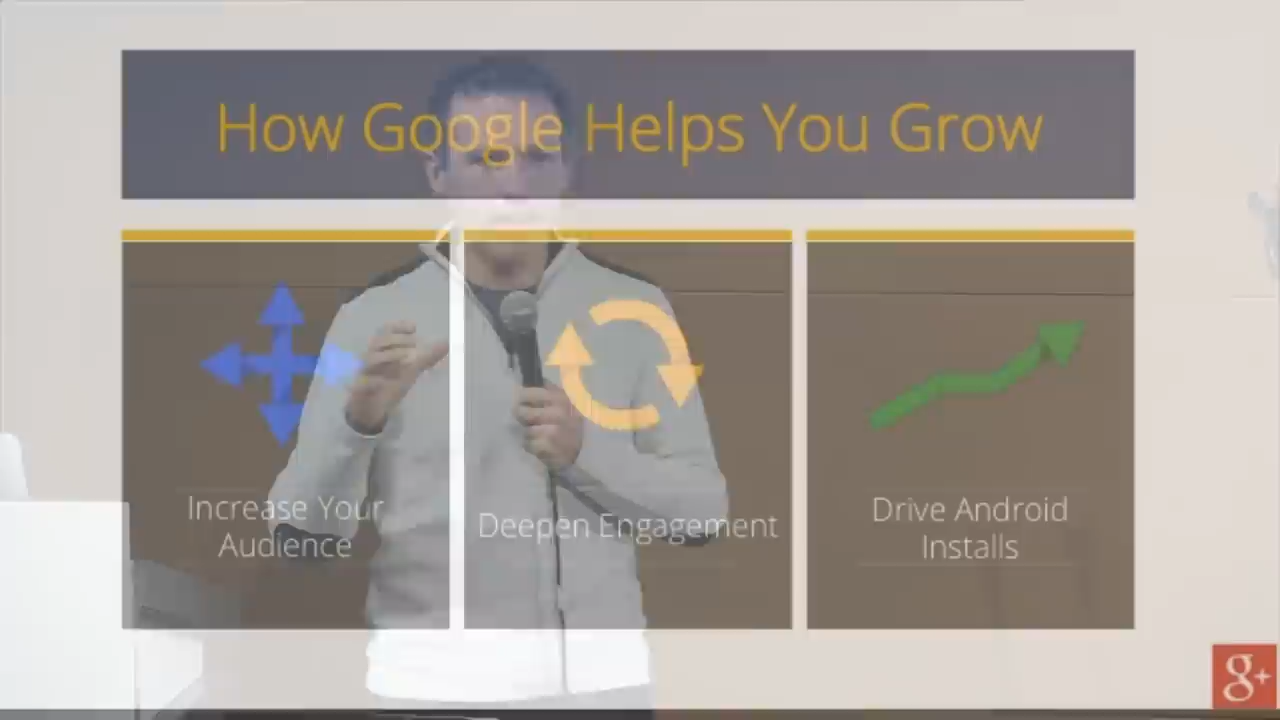 How Google Helps You Grow
Increase Your
Audience
Deepen Engagement
Drive Android
Installs
g+